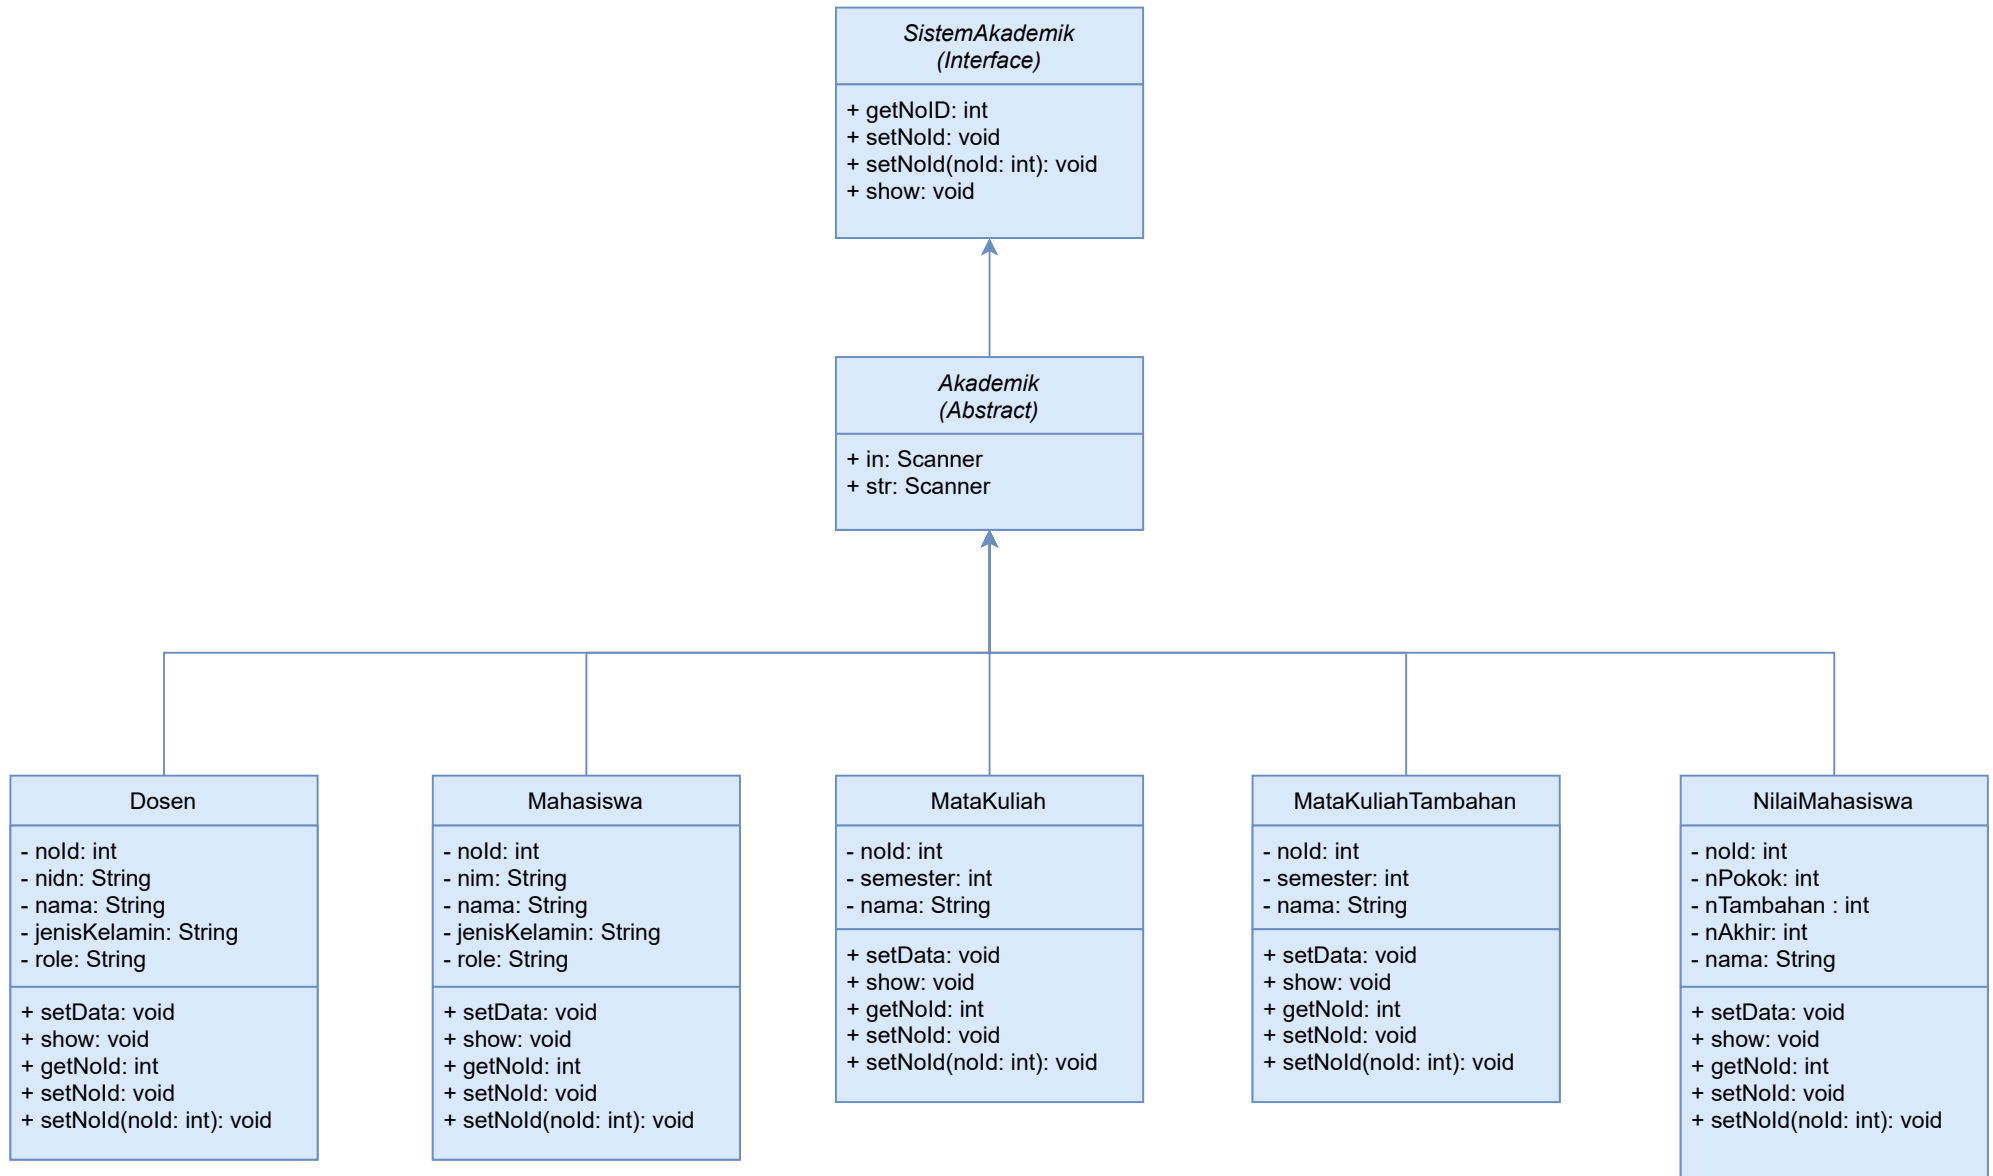 SistemAkademik
(Interface)
+ getNoID: int
+ setNoId: void
+ setNoId(noId: int): void
+ show: void
Akademik
(Abstract)
+ in: Scanner
+ str: Scanner
Dosen
- noId: int
- nidn: String
- nama: String
- jenisKelamin: String
- role: String
+ setData: void
+ show: void
+ getNoId: int
+ setNoId: void
+ setNoId(noId: int): void
Mahasiswa
- noId: int
- nim: String
- nama: String
- jenisKelamin: String
- role: String
+ setData: void
+ show: void
+ getNoId: int
+ setNoId: void
+ setNoId(noId: int): void
MataKuliah
- noId: int
- semester: int
- nama: String
+ setData: void
+ show: void
+ getNoId: int
+ setNoId: void
+ setNoId(noId: int): void
MataKuliahTambahan
- noId: int
- semester: int
- nama: String
+ setData: void
+ show: void
+ getNoId: int
+ setNoId: void
+ setNoId(noId: int): void
NilaiMahasiswa
- noId: int
- nPokok: int
- nTambahan : int
- nAkhir: int
- nama: String
+ setData: void
+ show: void
+ getNoId: int
+ setNoId: void
+ setNoId(noId: int): void